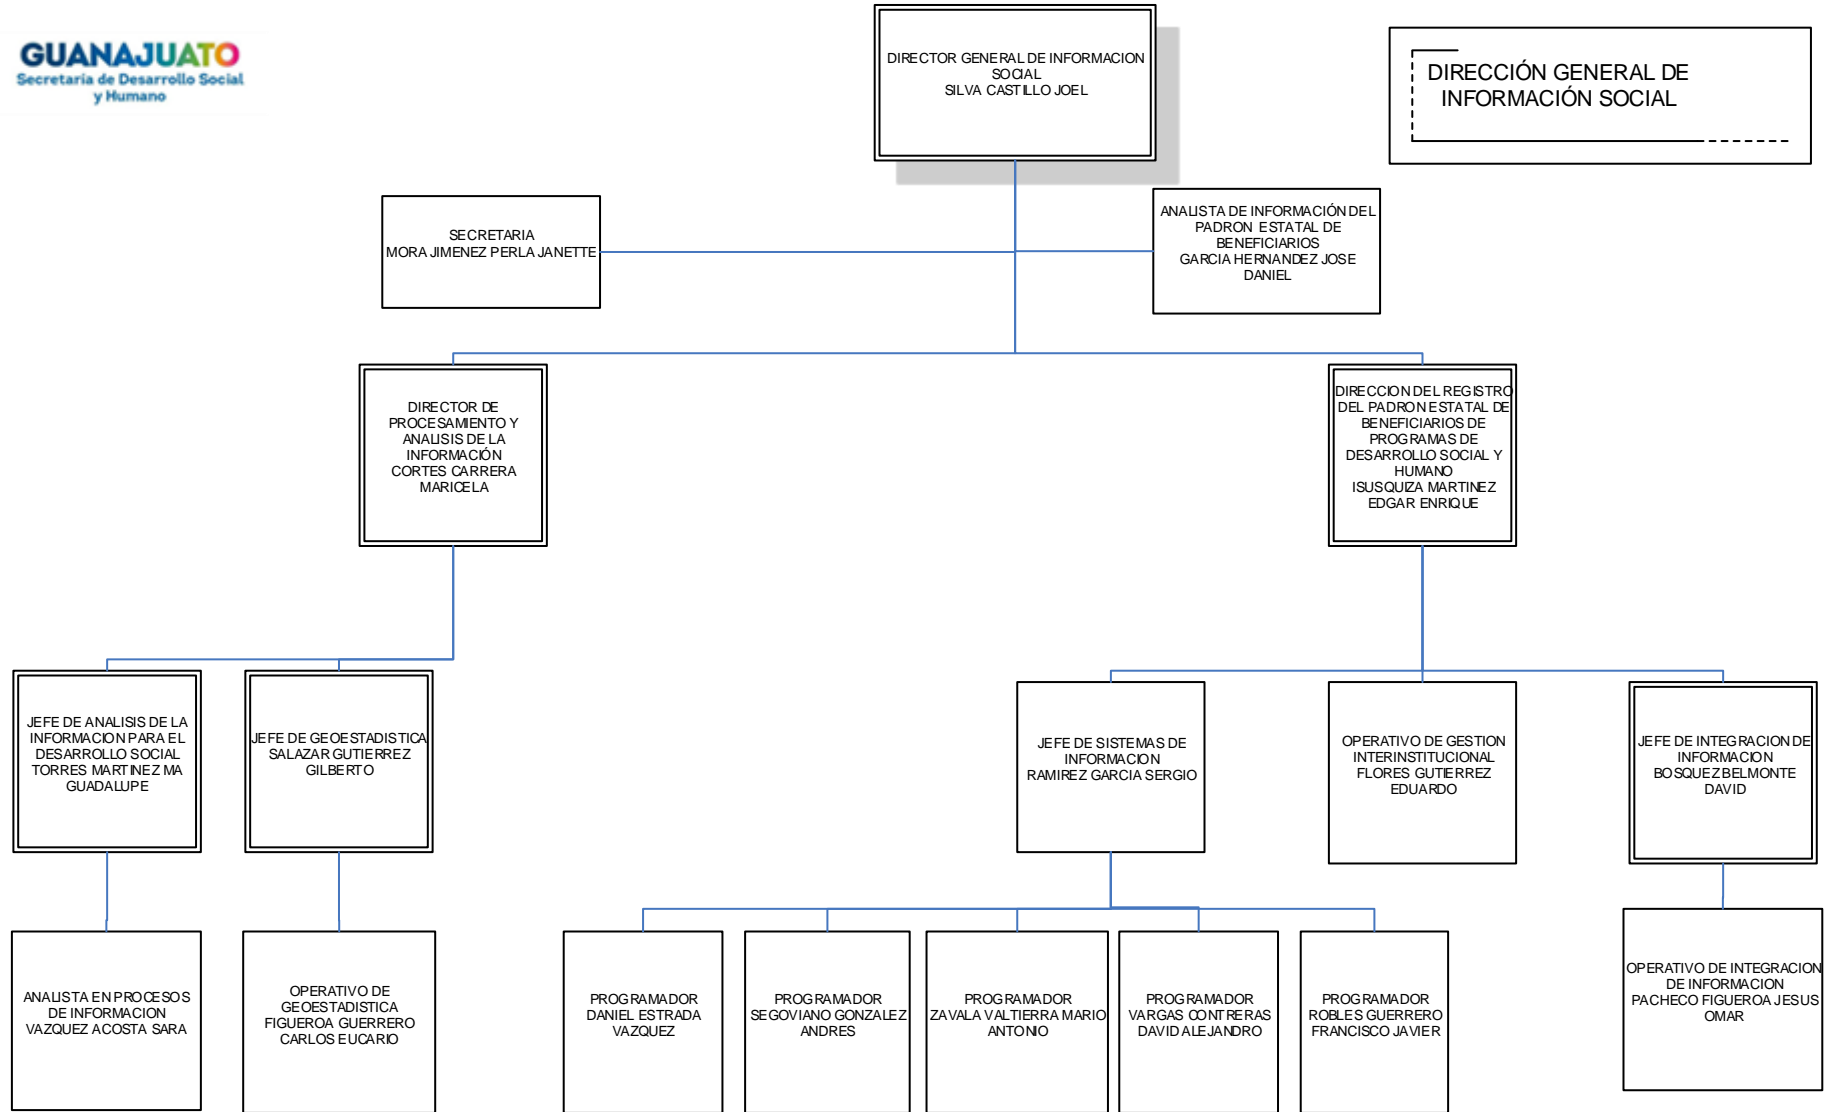 GUANAJUATO
Secretaría de Desarrollo Social
y Humano
DIRECTOR GENERAL DE INFORMACION
SOCIAL
SILVA CASTILLO JOEL
DIRECCIÓN GENERAL DE
INFORMACIÓN SOCIAL
SECRETARIA
MORA JIMENEZ PERLA JANETTE
ANALISTA DE INFORMACIÓN DEL
PADRON ESTATAL DE
BENEFICIARIOS
GARCIA HERNANDEZ JOSE
DANIEL
DIRECTOR DE
PROCESAMIENTO Y
ANALISIS DE LA
INFORMACIÓN
CORTES CARRERA
MARICELA
DIRECCION DEL REGISTRO
DEL PADRON ESTATAL DE
BENEFICIARIOS DE
PROGRAMAS DE
DESARROLLO SOCIAL Y
HUMANO
ISUSQUIZA MARTINEZ
EDGAR ENRIQUE
JEFE DE ANALISIS DE LA
INFORMACION PARA EL
DESARROLLO SOCIAL
TORRES MARTINEZ MA
GUADALUPE
JEFE DE GEOESTADISTICA
SALAZAR GUTIERREZ
GILBERTO
JEFE DE SISTEMAS DE
INFORMACION
RAMIREZ GARCIA SERGIO
OPERATIVO DE GESTION
INTERINSTITUCIONAL
FLORES GUTIERREZ
EDUARDO
JEFE DE INTEGRACION DE
INFORMACION
BOSQUEZ BELMONTE
DAVID
ANALISTA EN PROCESOS
DE INFORMACION
VAZQUEZ ACOSTA SARA
OPERATIVO DE
GEOESTADISTICA
FIGUEROA GUERRERO
CARLOS EUCARIO
PROGRAMADOR
DANIEL ESTRADA
VAZQUEZ
PROGRAMADOR
SEGOVIANO GONZALEZ
ANDRES
PROGRAMADOR
ZAVALA VALTIERRA MARIO
ANTONIO
PROGRAMADOR
VARGAS CONTRERAS
DAVID ALEJANDRO
PROGRAMADOR
ROBLES GUERRERO
FRANCISCO JAVIER
OPERATIVO DE INTEGRACION
DE INFORMACION
PACHECO FIGUEROA JESUS
OMAR